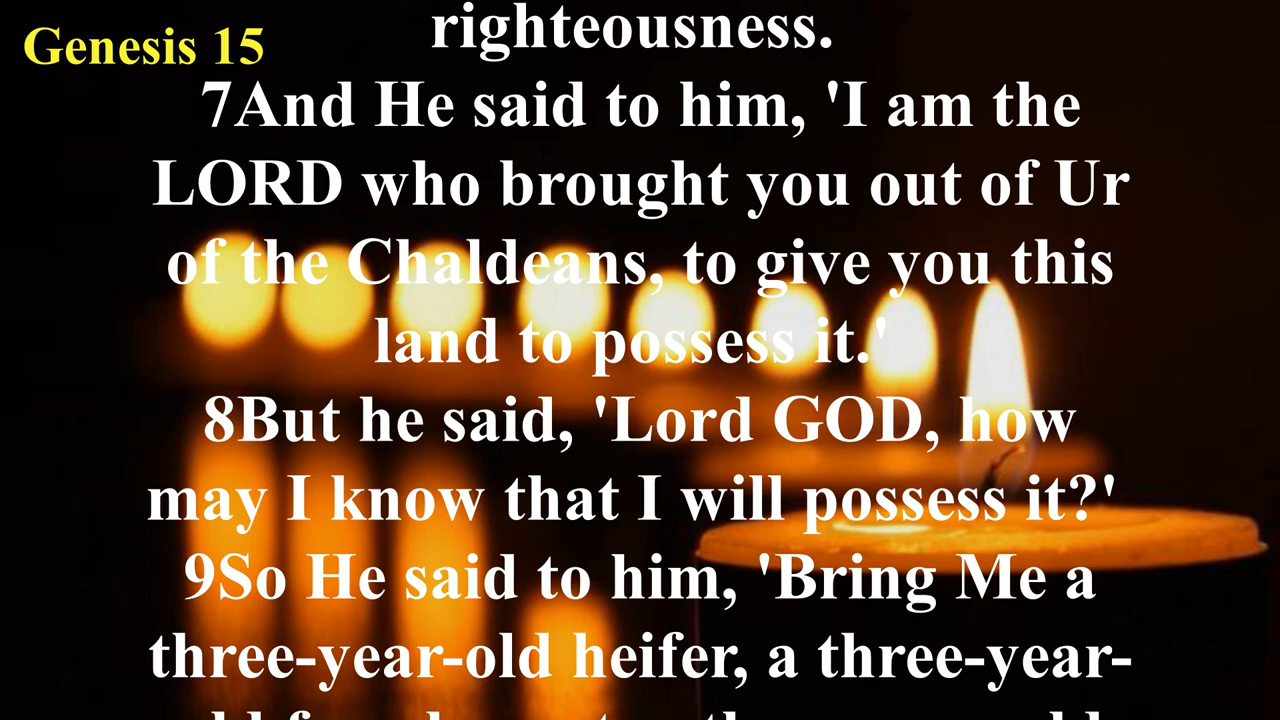 Genesis 15
righteousness.
7And He said to him, 'I am the
LORD who brought you out of Ur
of the Chaldeans, to give you this
land to possess it.'
8But he said, 'Lord GOD, how
may I know that I will possess it?'
9So He said to him, 'Bring Me a
three-year-old heifer, a three-year-